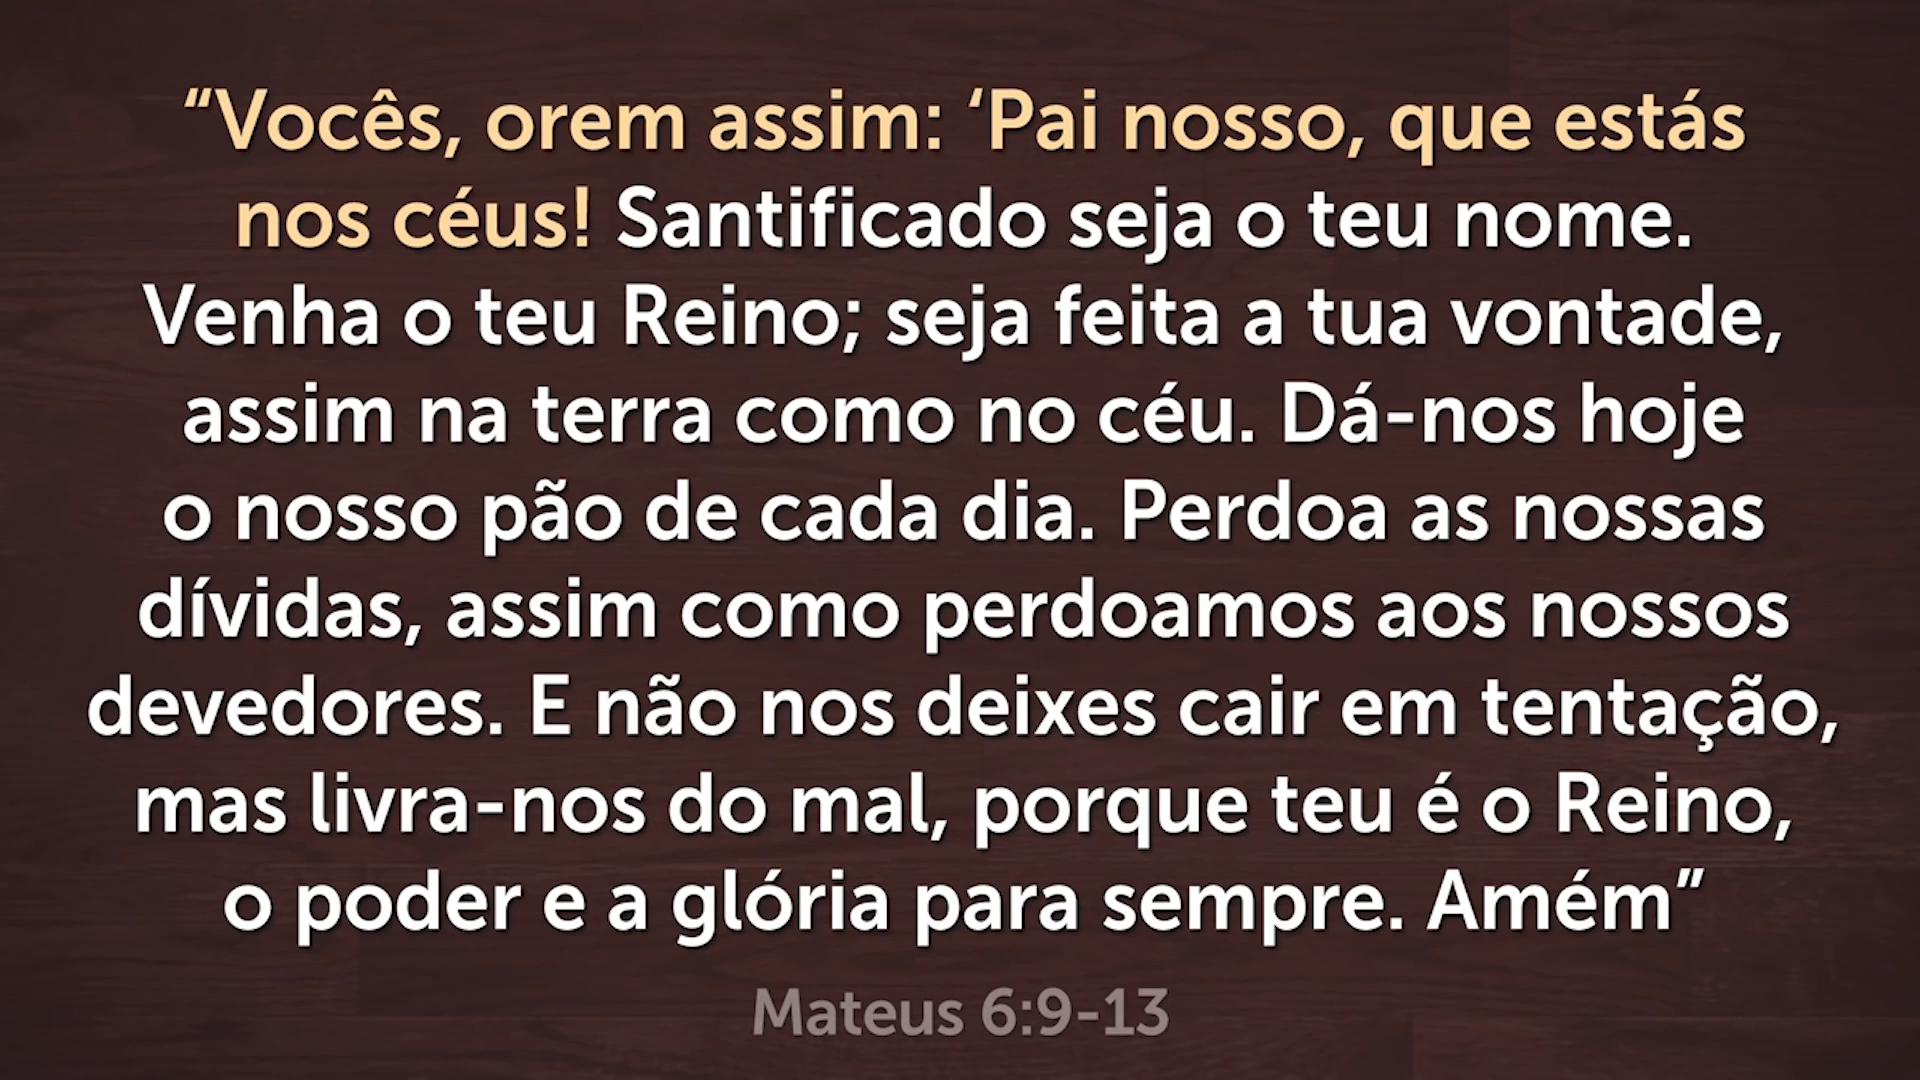 “Vocês, orem assim: ‘Pai nosso, que estás
nos céus! Santificado seja o teu nome.
Venha o teu Reino; seja feita a tua vontade,
assim na terra como no céu. Dá-nos hoje
o nosso pão de cada dia. Perdoa as nossas
dívidas, assim como perdoamos aos nossos
devedores. E não nos deixes cair em tentação,
mas livra-nos do mal, porque teu é o Reino,
o poder e a glória para sempre. Amém”
Mateus 6:9-13